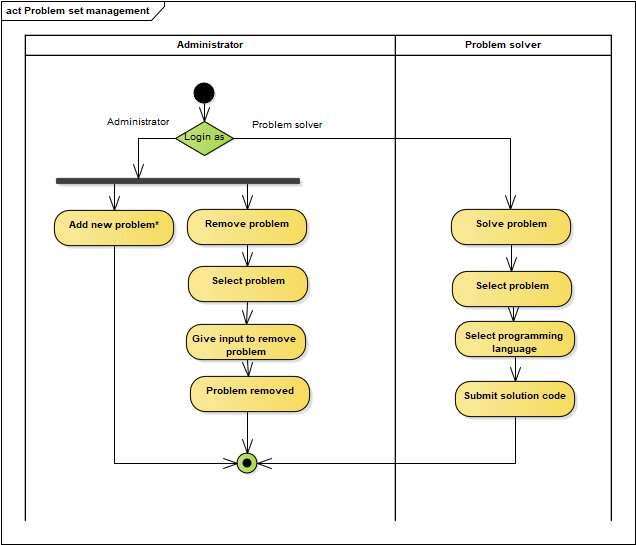 act Problem set management
Administrator
Problem solver
Administrator
Problem solver
Login as
Add new problem*
Remove problem
Solve problem
Select problem
Select problem
Give input to remove
problem
Select programming
language
Problem removed
Submit solution code